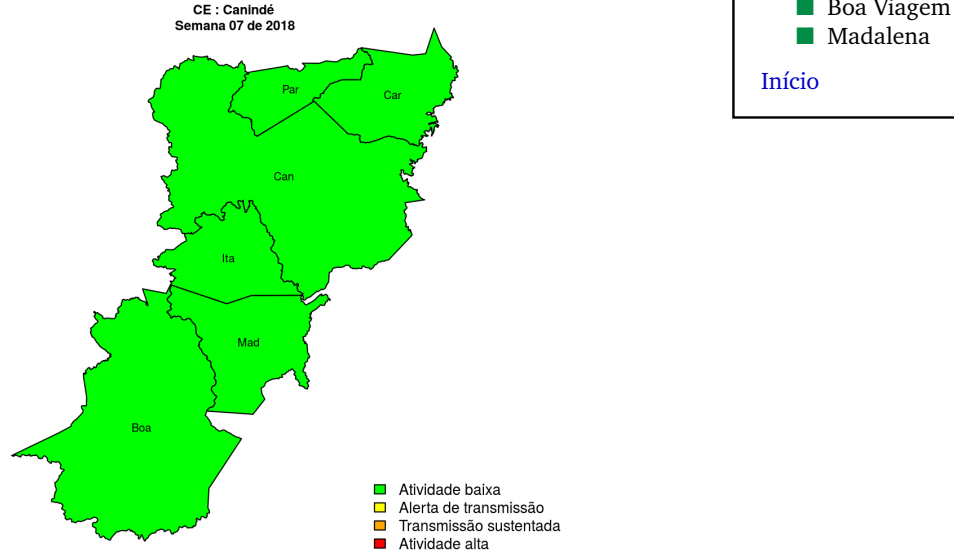 CE : Canindé
Semana 07 de 2018
Par
Car
Can
Ita
Mad
Boa
Atividade baixa
Alerta de transmissão
Transmissão sustentada
Atividade alta
Boa Viagem
Madalena
Início